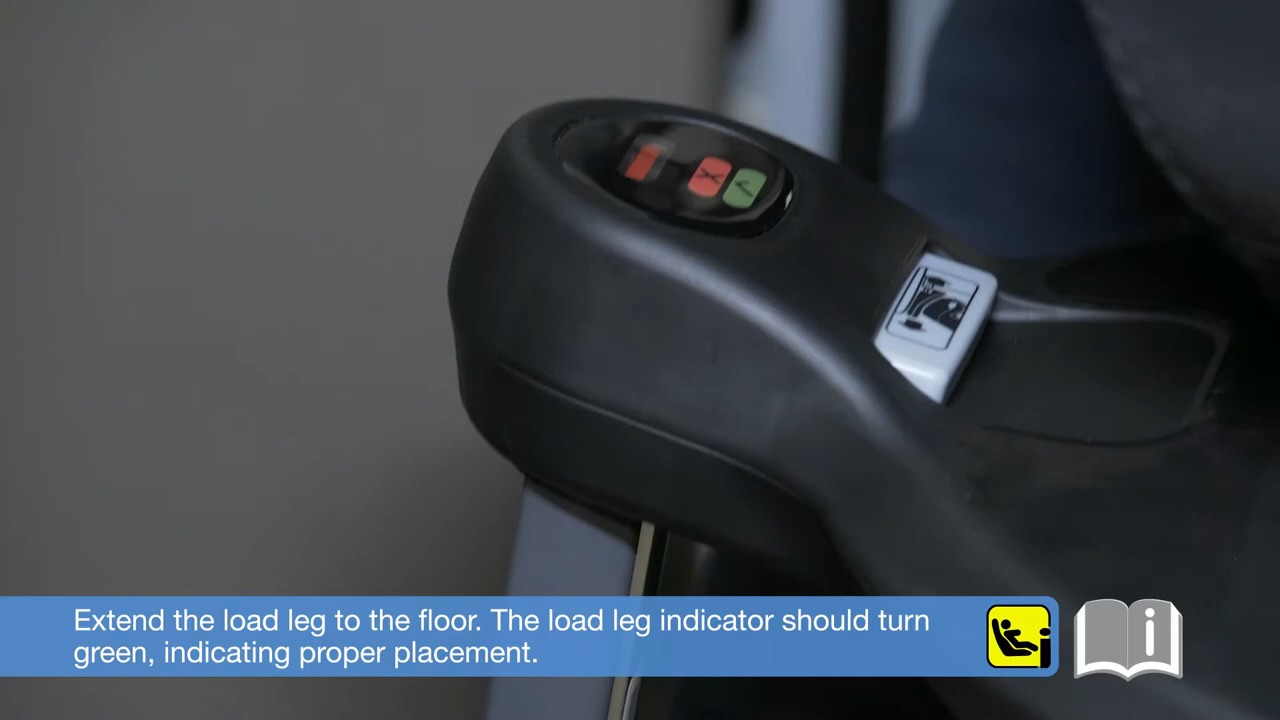 Extend the load leg to the floor. The load leg indicator should turn
green, indicating proper placement.